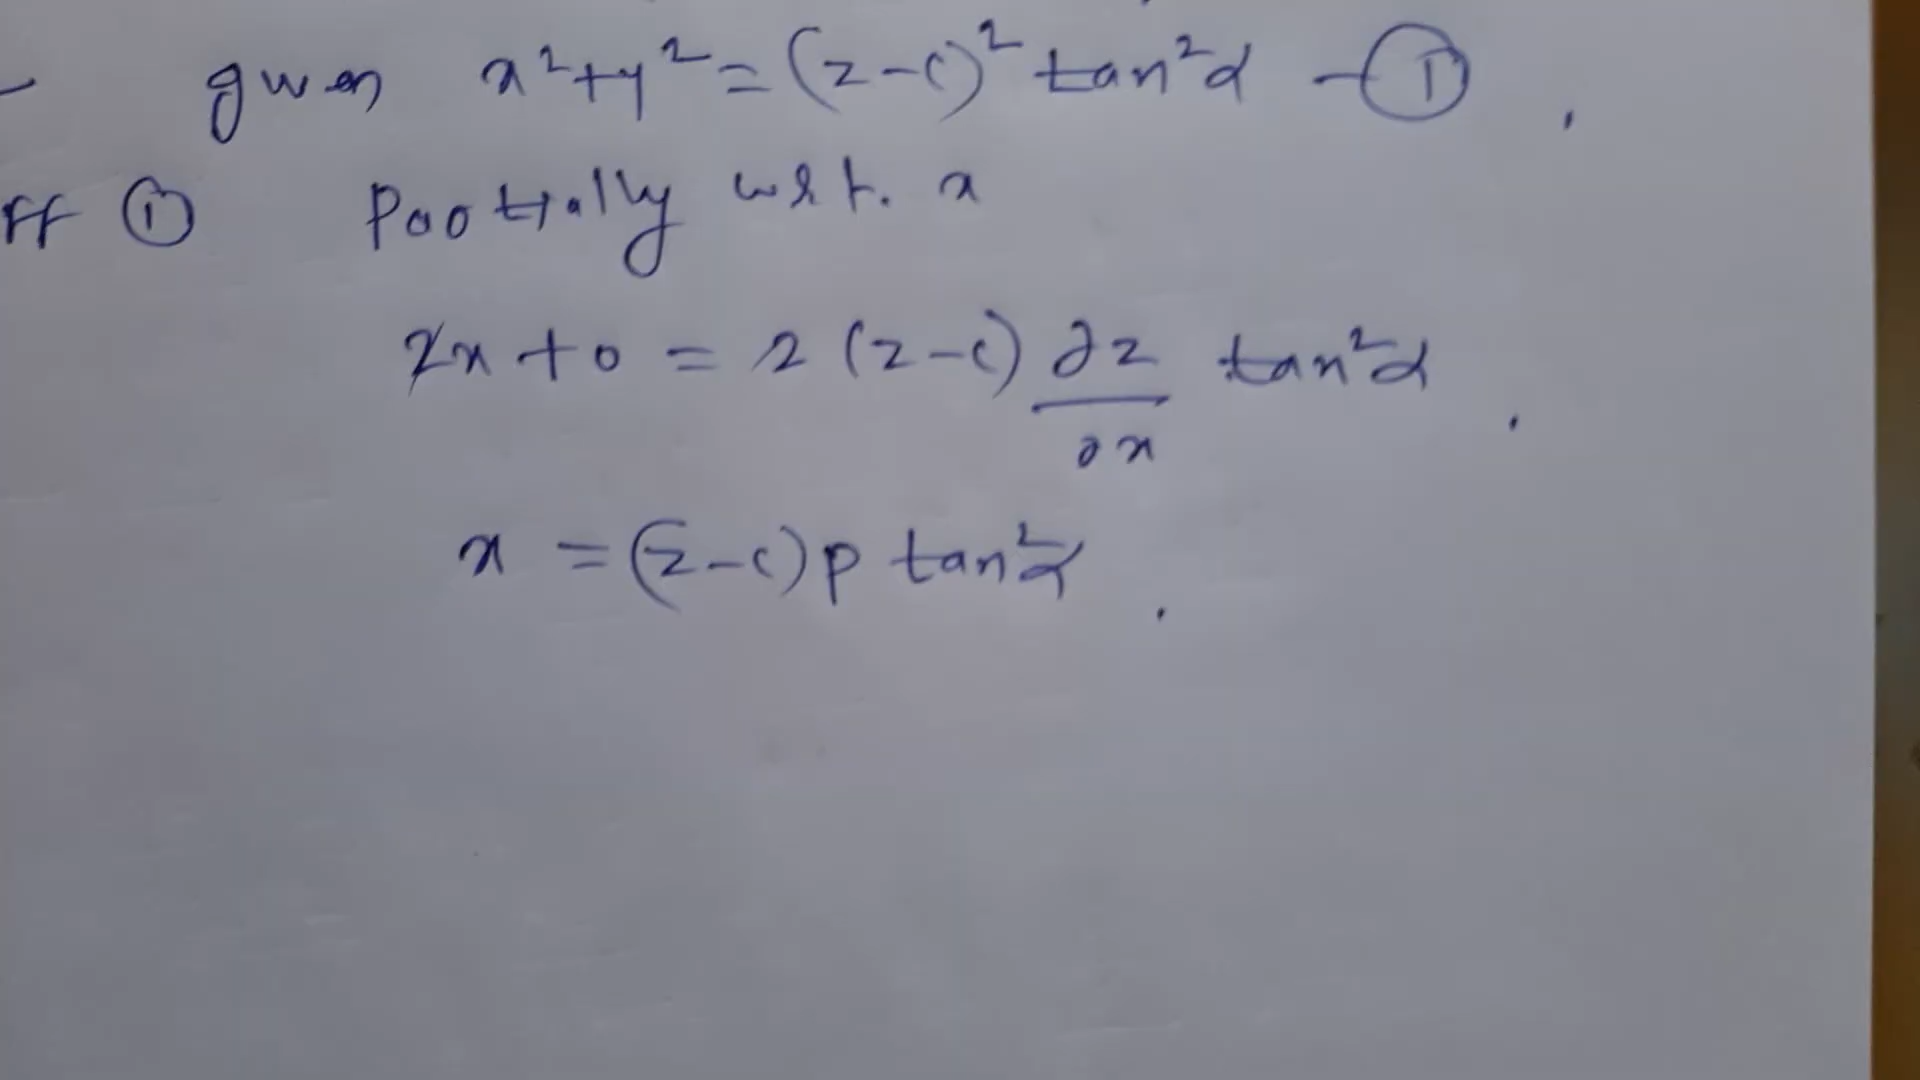 given x²+y² = (z-c)² tan²α - ①
ff ① Partially w.r.t. x
2x + 0 = 2 (z-c) ∂z/∂x tan²α
x = (z-c) p tan²α